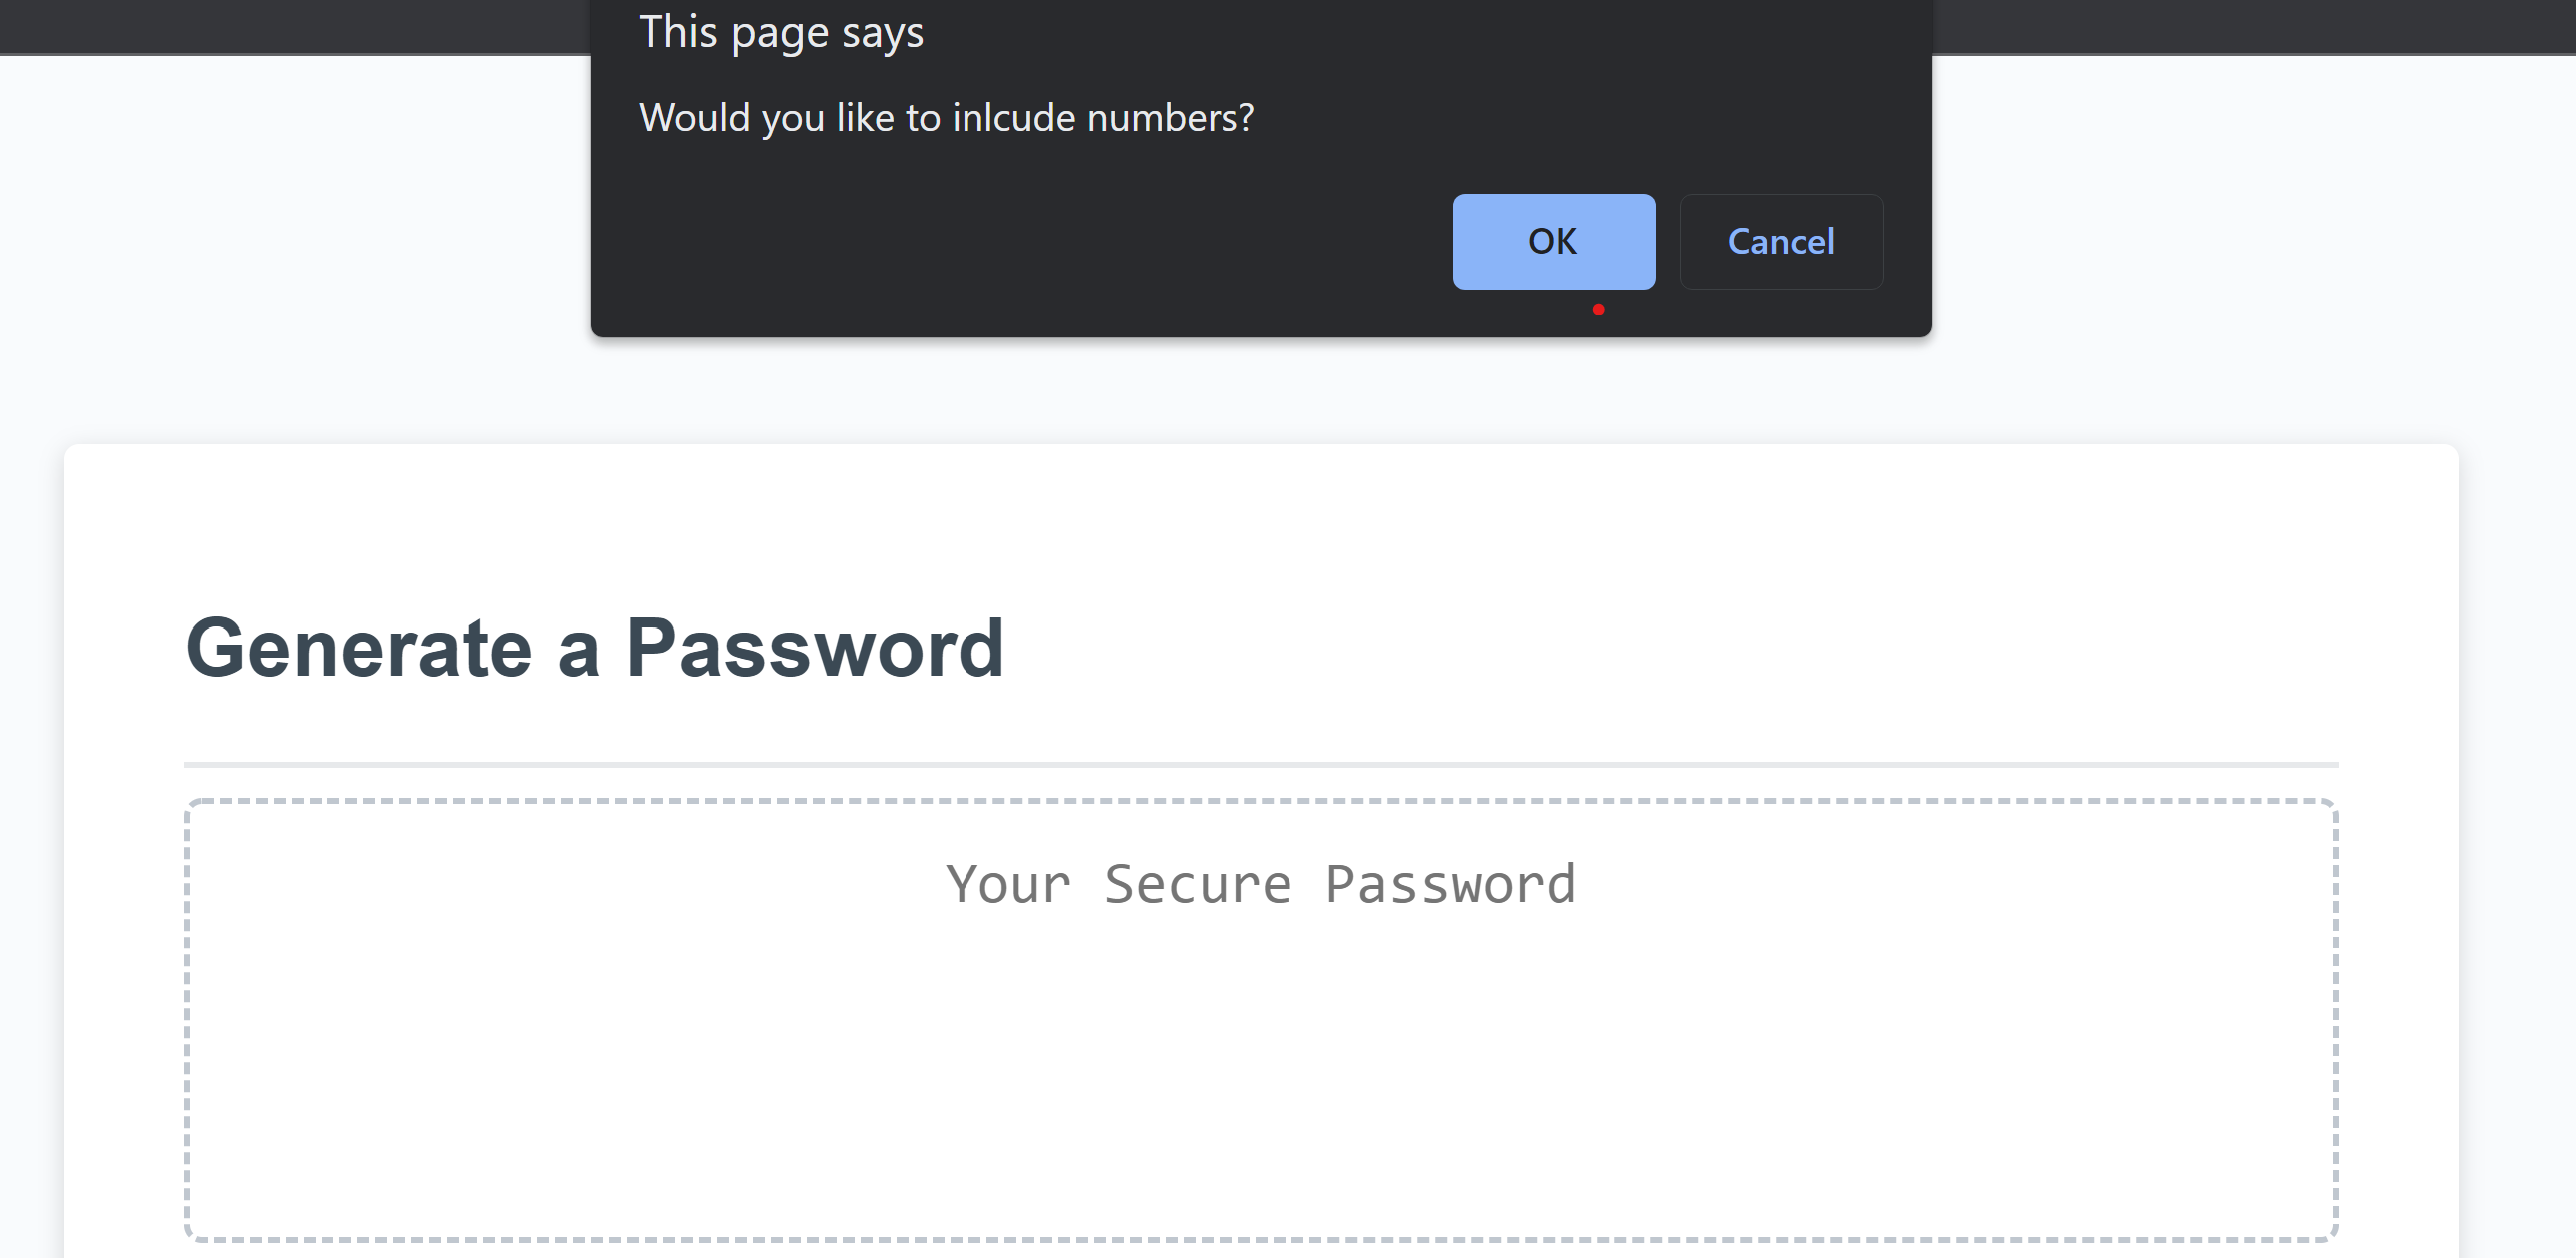 This page says
Would you like to inlcude numbers?
OK Cancel
Generate a Password
Your Secure Password